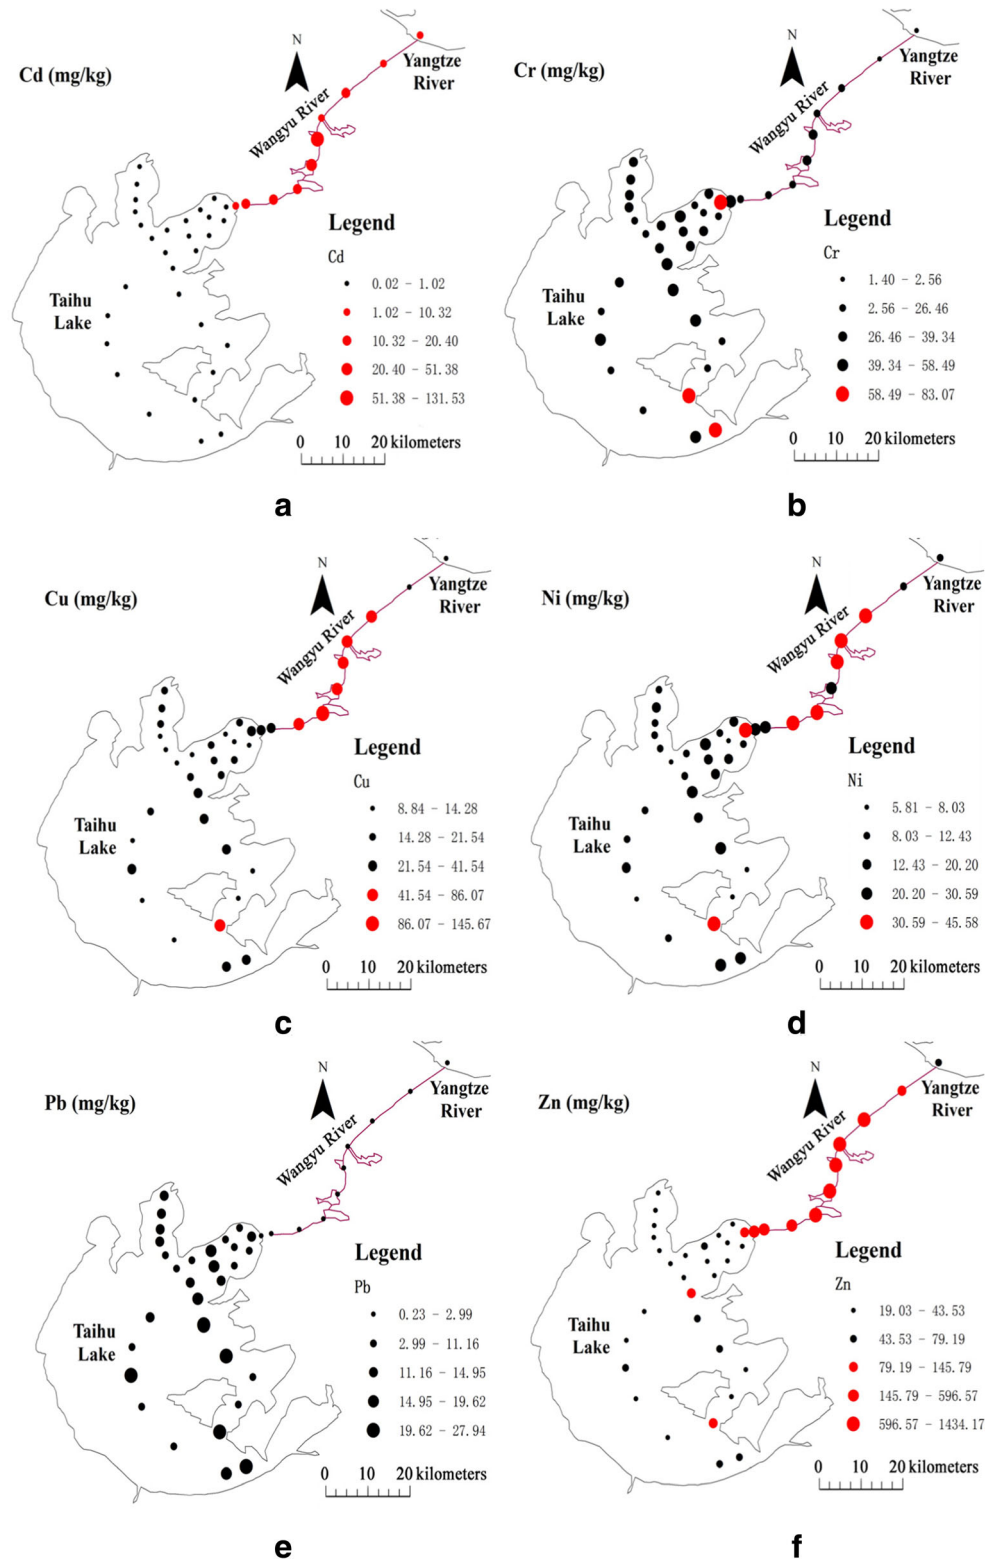 Cd (mg/kg)
N
Yangtze
River
Wangyu River
Legend
Cd
0.02 - 1.02
1.02 - 10.32
10.32 - 20.40
20.40 - 51.38
51.38 - 131.53
Taihu
Lake
0 10 20 kilometers
a
Cr (mg/kg)
N
Yangtze
River
Wangyu River
Legend
Cr
1.40 - 2.56
2.56 - 26.46
26.46 - 39.34
39.34 - 58.49
58.49 - 83.07
Taihu
Lake
0 10 20 kilometers
b
Cu (mg/kg)
N
Yangtze
River
Wangyu River
Legend
Cu
8.84 - 14.28
14.28 - 21.54
21.54 - 41.54
41.54 - 86.07
86.07 - 145.67
Taihu
Lake
0 10 20 kilometers
c
Ni (mg/kg)
N
Yangtze
River
Wangyu River
Legend
Ni
5.81 - 8.03
8.03 - 12.43
12.43 - 20.20
20.20 - 30.59
30.59 - 45.58
Taihu
Lake
0 10 20 kilometers
d
Pb (mg/kg)
N
Yangtze
River
Wangyu River
Legend
Pb
0.23 - 2.99
2.99 - 11.16
11.16 - 14.95
14.95 - 19.62
19.62 - 27.94
Taihu
Lake
0 10 20 kilometers
e
Zn (mg/kg)
N
Yangtze
River
Wangyu River
Legend
Zn
19.03 - 43.53
43.53 - 79.19
79.19 - 145.79
145.79 - 596.57
596.57 - 1434.17
Taihu
Lake
0 10 20 kilometers
f